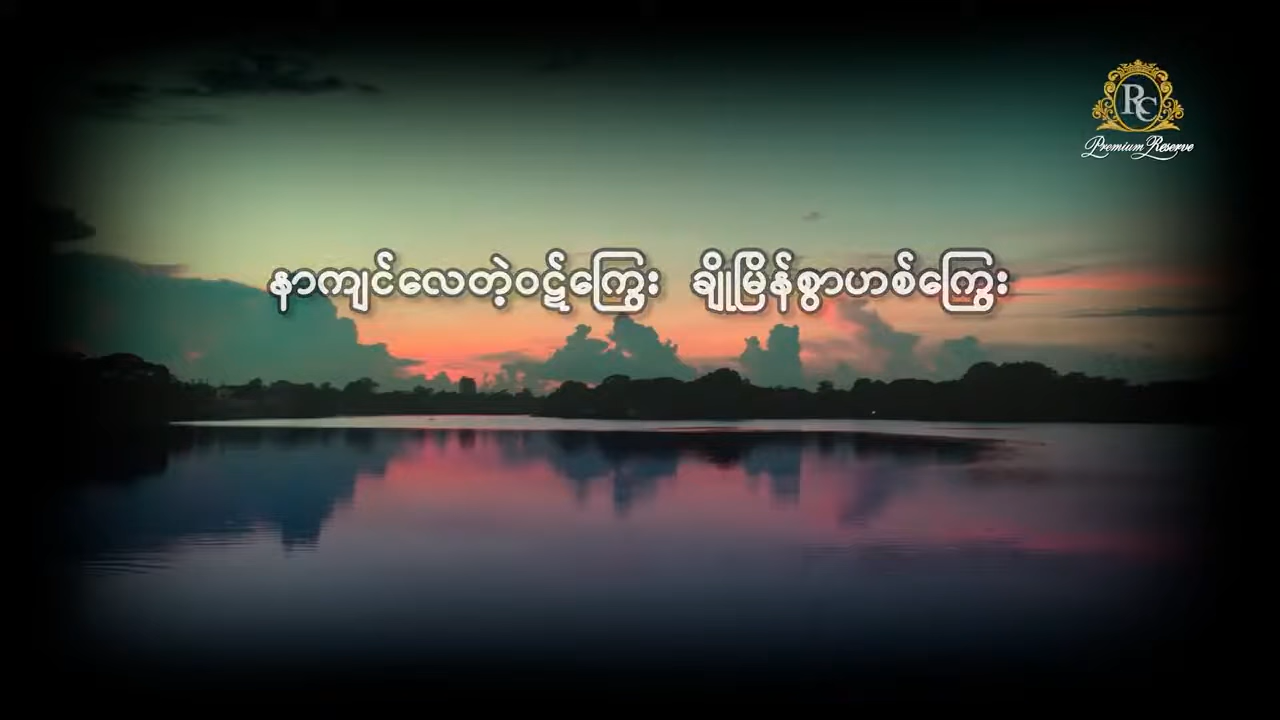 RC
Premium Reserve
နာကျင်လေတဲ့ဝဋ်ကြွေး ချိုမြိန်စွာဟစ်ကြွေး